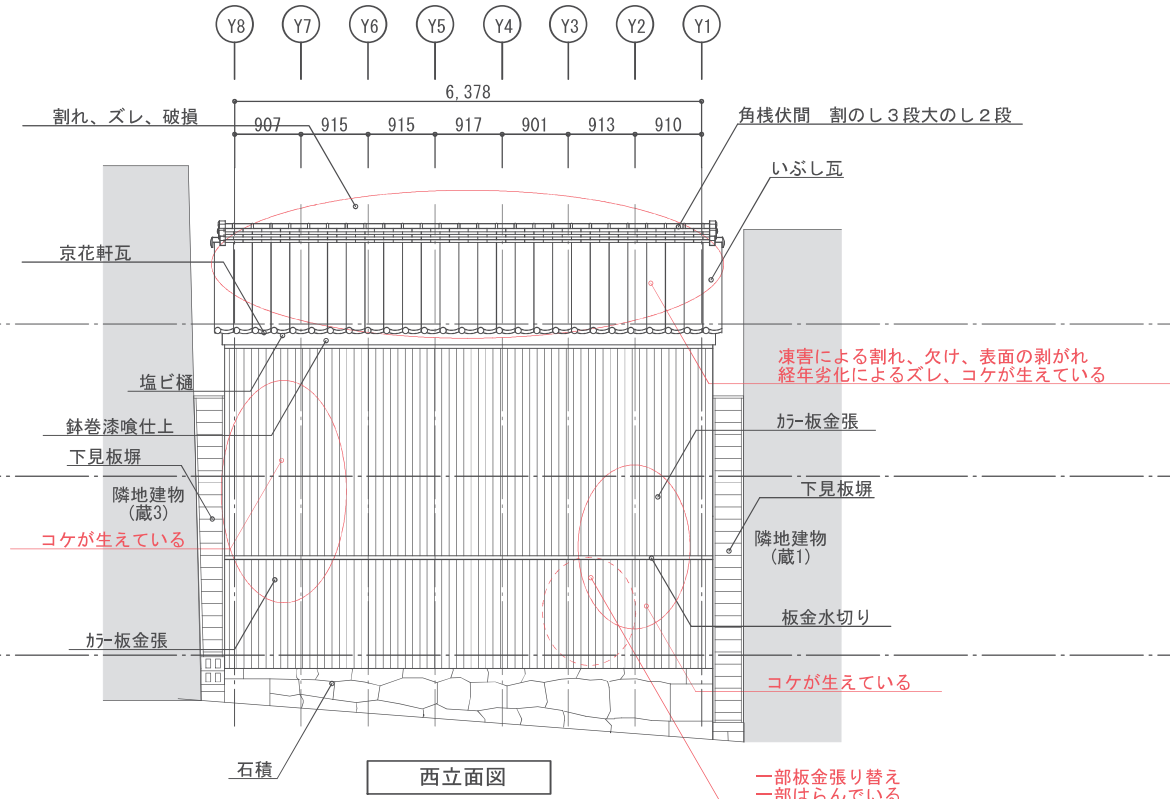 Y8 Y7 Y6 Y5 Y4 Y3 Y2 Y1
6,378
907 915 915 917 901 913 910
割れ、ズレ、破損
角桟伏間 割のし3段大のし2段
いぶし瓦
京花軒瓦
凍害による割れ、欠け、表面の剥がれ
経年劣化によるズレ、コケが生えている
塩ビ樋
鉢巻漆喰仕上
ｶﾗｰ板金張
下見板塀
下見板塀
隣地建物
(蔵3)
コケが生えている
隣地建物
(蔵1)
板金水切り
ｶﾗｰ板金張
コケが生えている
石積
西立面図
一部板金張り替え
一部はらんでいる